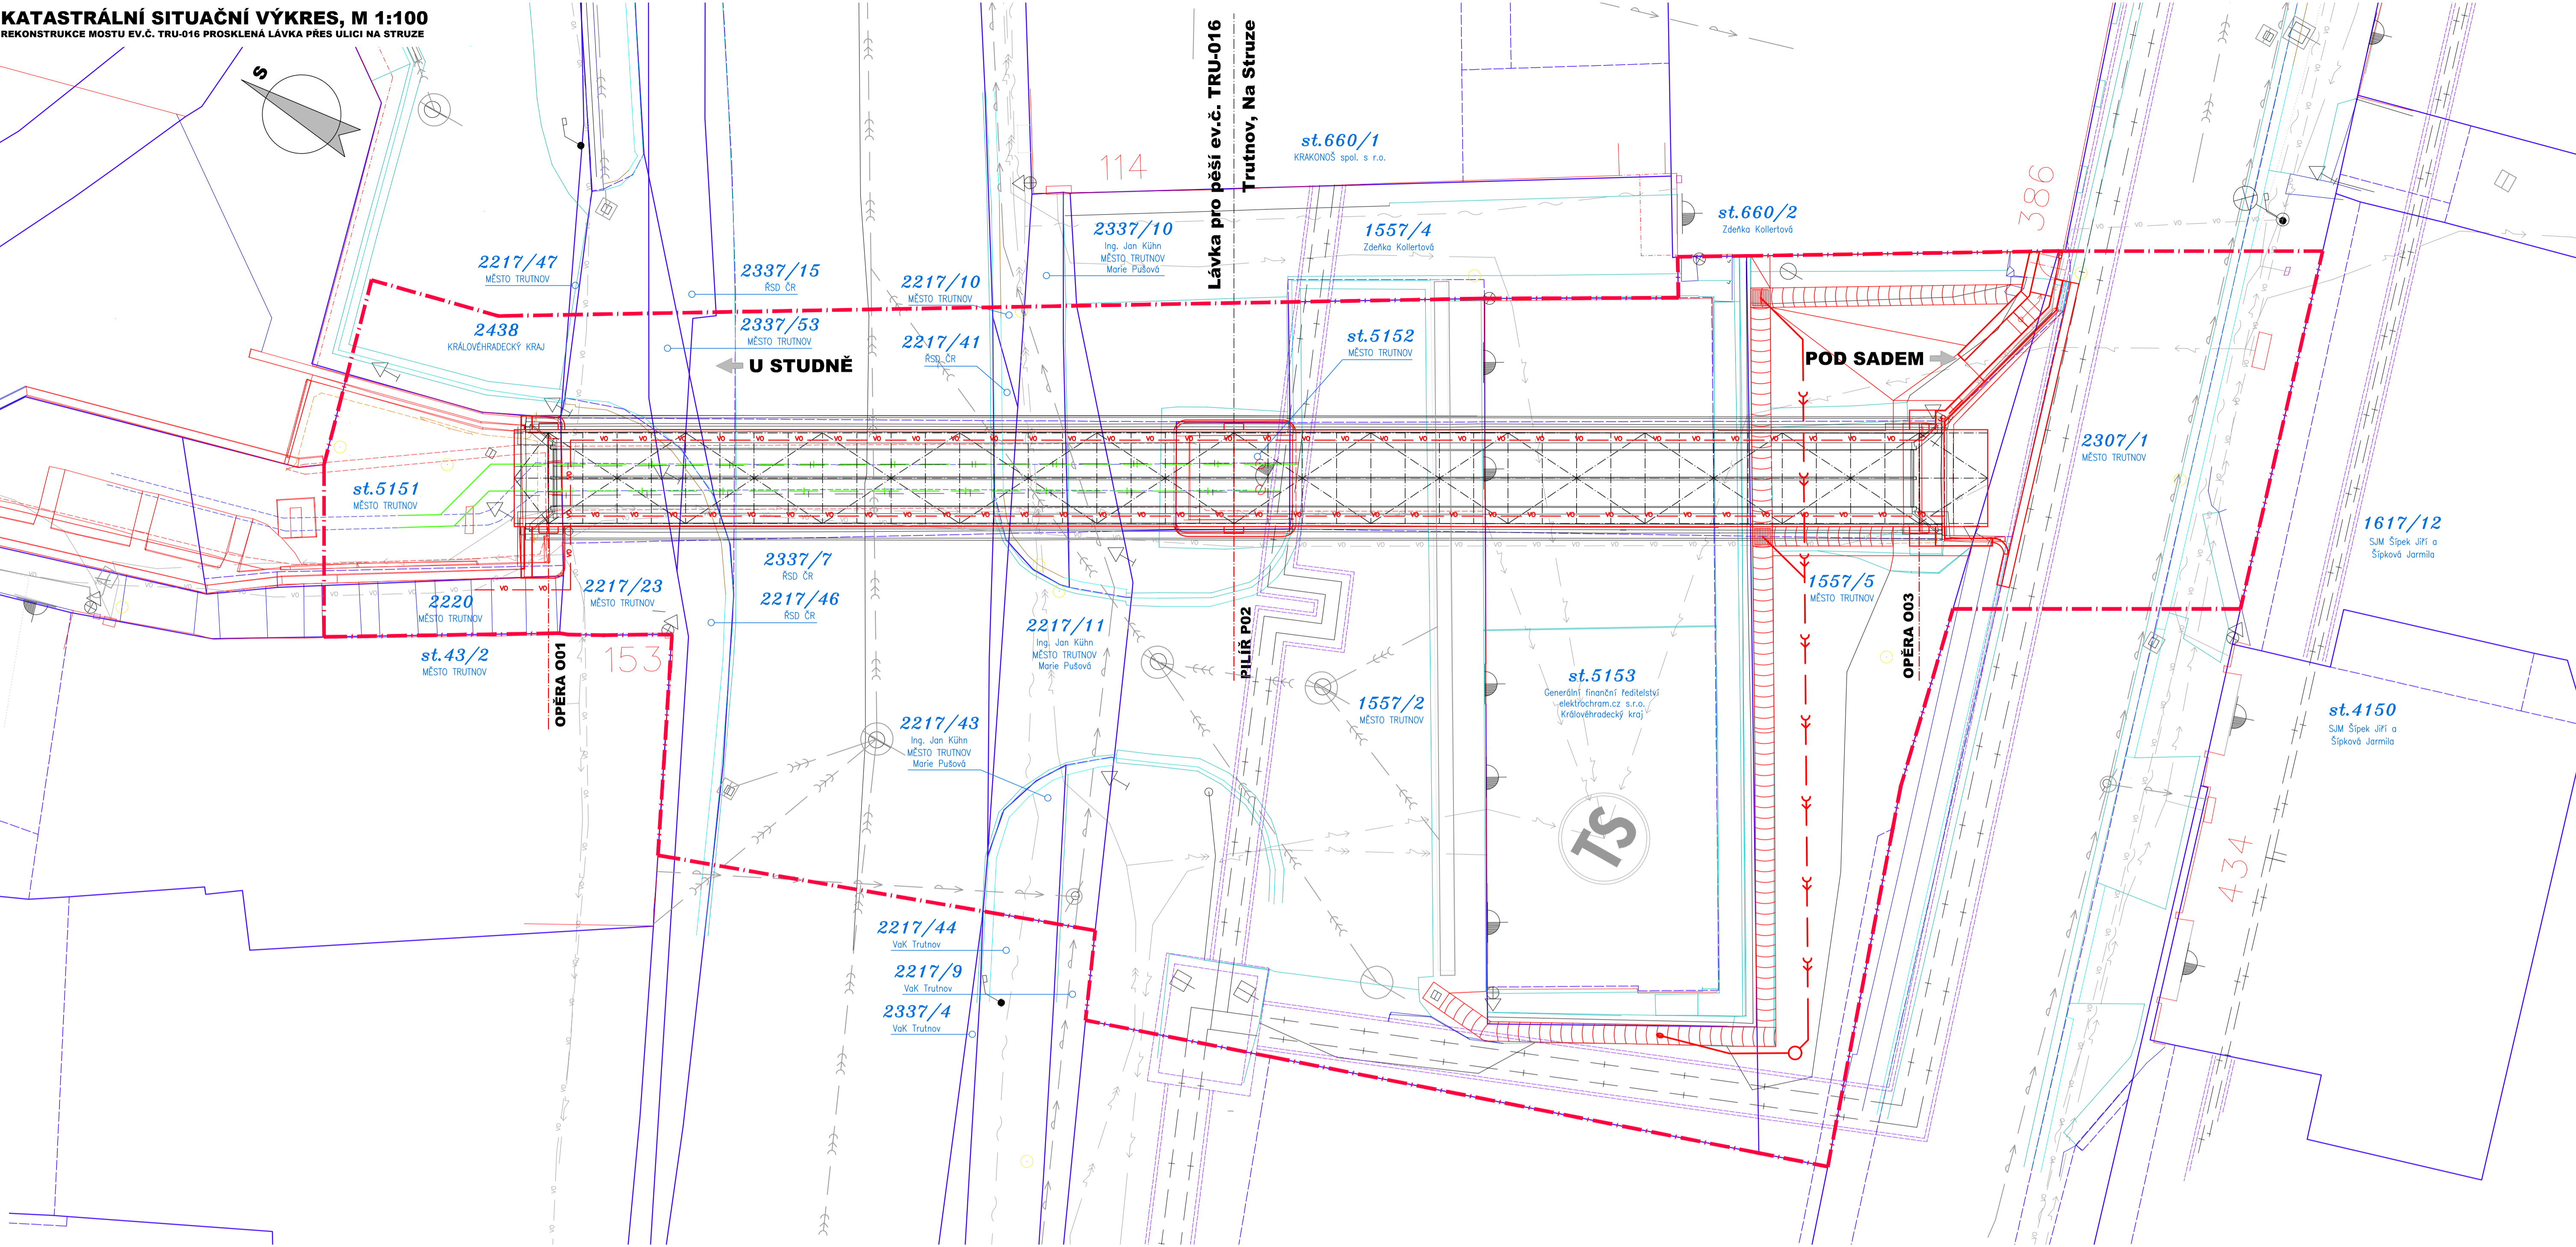 KATASTRÁLNÍ SITUAČNÍ VÝKRES, M 1:100
REKONSTRUKCE MOSTU EV.Č. TRU-016 PROSKLENÁ LÁVKA PŘES ULICI NA STRUZE
S
Lávka pro pěší ev.č. TRU-016
Trutnov, Na Struze
114
st.660/1
KRAKONOŠ spol. s r.o.
386
st.660/2
Zdeňka Kollertová
1557/4
Zdeňka Kollertová
2337/10
Ing. Jan Kühn
MĚSTO TRUTNOV
Marie Pušová
2217/47
MĚSTO TRUTNOV
2337/15
ŘSD ČR
2217/10
MĚSTO TRUTNOV
2438
KRÁLOVÉHRADECKÝ KRAJ
2337/53
MĚSTO TRUTNOV
2217/41
ŘSD ČR
st.5152
MĚSTO TRUTNOV
U STUDNĚ
POD SADEM
2307/1
MĚSTO TRUTNOV
st.5151
MĚSTO TRUTNOV
1617/12
SJM Šípek Jiří a
Šípková Jarmila
2337/7
ŘSD ČR
2217/46
ŘSD ČR
2217/23
MĚSTO TRUTNOV
2220
MĚSTO TRUTNOV
1557/5
MĚSTO TRUTNOV
2217/11
Ing. Jan Kühn
MĚSTO TRUTNOV
Marie Pušová
st.43/2
MĚSTO TRUTNOV
OPĚRA O01
153
PILÍŘ P02
OPĚRA O03
st.5153
Generální finanční ředitelství
elektrochram.cz s.r.o.
Královéhradecký kraj
1557/2
MĚSTO TRUTNOV
2217/43
Ing. Jan Kühn
MĚSTO TRUTNOV
Marie Pušová
st.4150
SJM Šípek Jiří a
Šípková Jarmila
TS
434
2217/44
VaK Trutnov
2217/9
VaK Trutnov
2337/4
VaK Trutnov